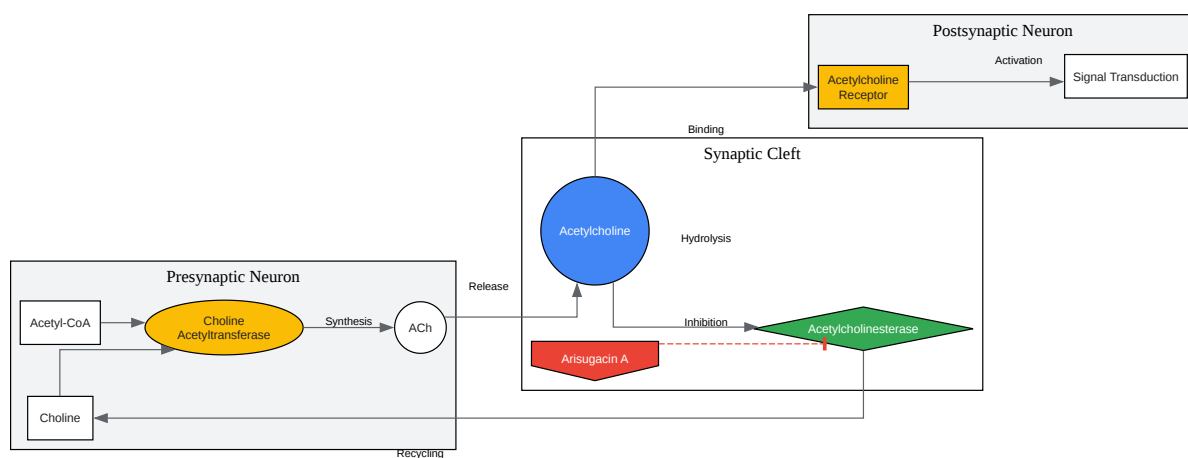 Postsynaptic Neuron
Activation
Acetylcholine
Receptor
Signal Transduction
Binding
Synaptic Cleft
Acetylcholine
Hydrolysis
Presynaptic Neuron
Release
Acetyl-CoA
Choline
Acetyltransferase
Synthesis
ACh
Inhibition
Acetylcholinesterase
Arisugacin A
Choline
Recycling